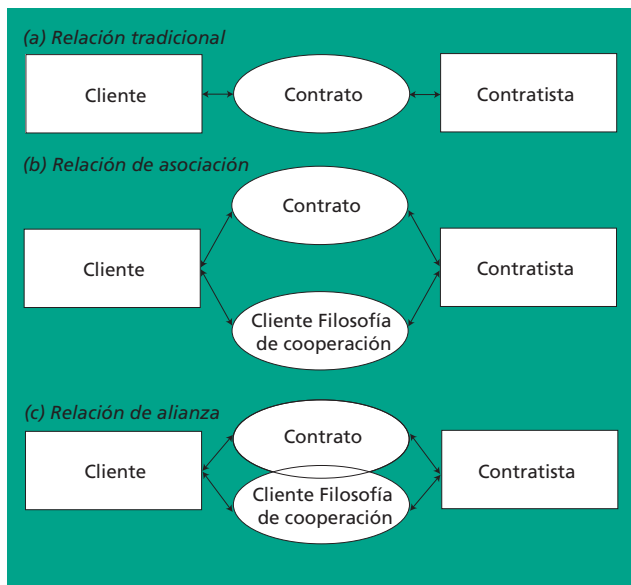 (a) Relación tradicional
Cliente
Contrato
Contratista
(b) Relación de asociación
Contrato
Cliente
Contratista
Cliente Filosofía
de cooperación
(c) Relación de alianza
Contrato
Cliente
Contratista
Cliente Filosofía
de cooperación